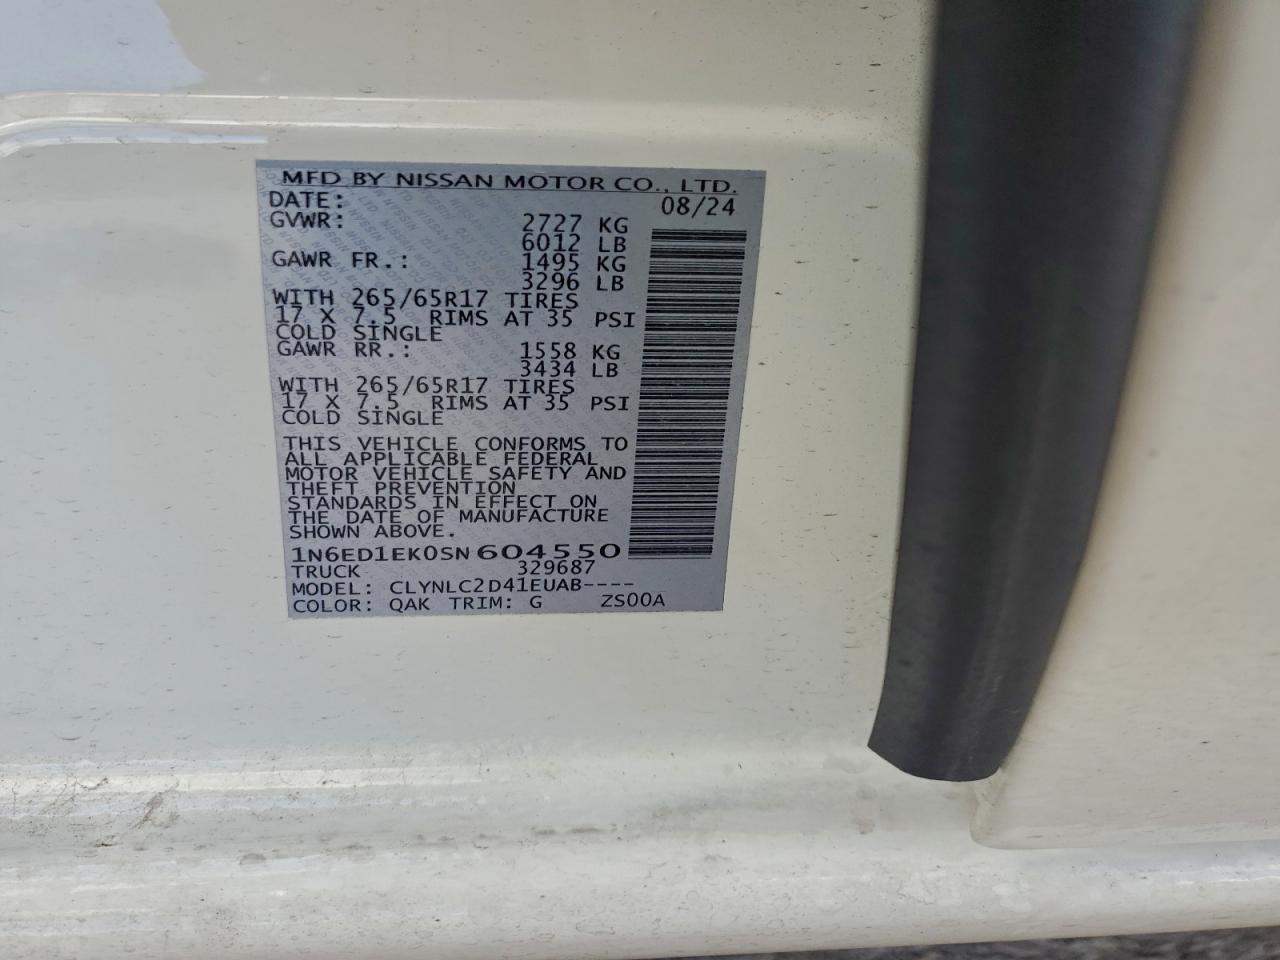 MFD BY NISSAN MOTOR CO., LTD.
DATE: 08/24
GVWR: 2727 KG
6012 LB
GAWR FR.: 1495 KG
3296 LB
WITH 265/65R17 TIRES
17 X 7.5 RIMS AT 35 PSI
COLD SINGLE
GAWR RR.: 1558 KG
3434 LB
WITH 265/65R17 TIRES
17 X 7.5 RIMS AT 35 PSI
COLD SINGLE
THIS VEHICLE CONFORMS TO
ALL APPLICABLE FEDERAL
MOTOR VEHICLE SAFETY AND
THEFT PREVENTION
STANDARDS IN EFFECT ON
THE DATE OF MANUFACTURE
SHOWN ABOVE.
1N6ED1EK0SN604550
TRUCK 329687
MODEL: CLYNLC2D41EUAB----
COLOR: QAK TRIM: G ZS00A